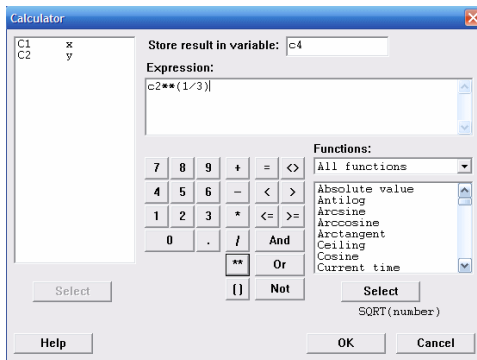 Calculator
C1 x
C2 y
Store result in variable: c4
Expression:
c2**(1/3)
Functions:
All functions
7 8 9 + = <>
4 5 6 − < >
1 2 3 * <= >=
0 . / And
** Or
() Not
Absolute value
Antilog
Arcsine
Arccosine
Arctangent
Ceiling
Cosine
Current time
Select
Select
SQRT(number)
Help
OK
Cancel